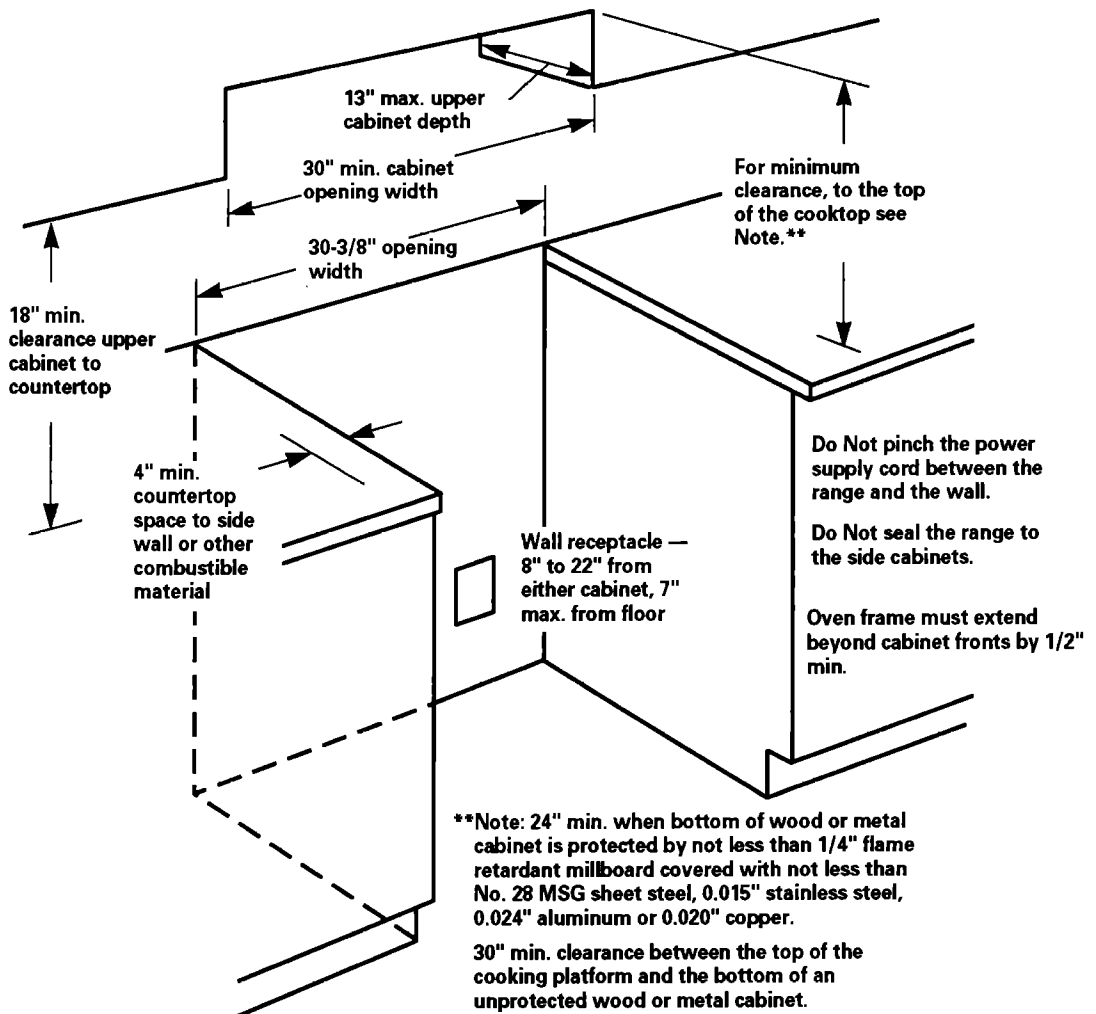 13" max. upper
cabinet depth
30" min. cabinet
opening width
For minimum
clearance, to the top
of the cooktop see
Note.**
30-3/8" opening
width
18" min.
clearance upper
cabinet to
countertop
4" min.
countertop
space to side
wall or other
combustible
material
Do Not pinch the power
supply cord between the
range and the wall.
Do Not seal the range to
the side cabinets.
Wall receptacle —
8" to 22" from
either cabinet, 7"
max. from floor
Oven frame must extend
beyond cabinet fronts by 1/2"
min.
**Note: 24" min. when bottom of wood or metal
cabinet is protected by not less than 1/4" flame
retardant millboard covered with not less than
No. 28 MSG sheet steel, 0.015" stainless steel,
0.024" aluminum or 0.020" copper.
30" min. clearance between the top of the
cooking platform and the bottom of an
unprotected wood or metal cabinet.